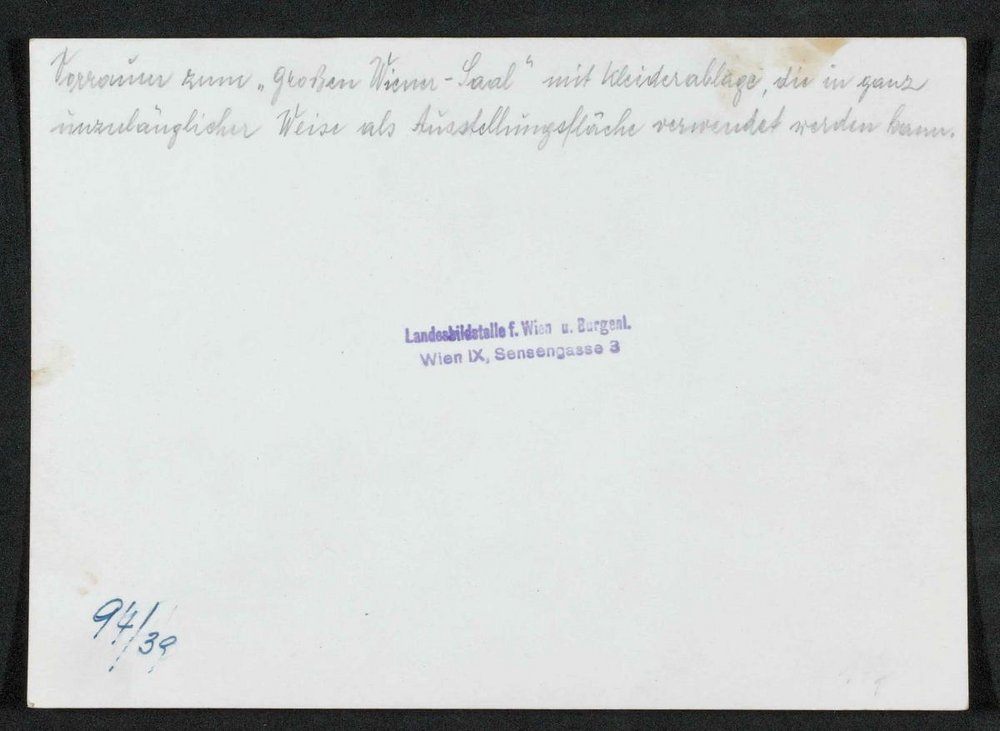 Vorraum zum „Großen Wiener-Saal" mit Kleiderablage, die in ganz
unzulänglicher Weise als Ausstellungsfläche verwendet werden kann.
Landesbildstelle f. Wien u. Burgenl.
Wien IX, Sensengasse 3
94/39